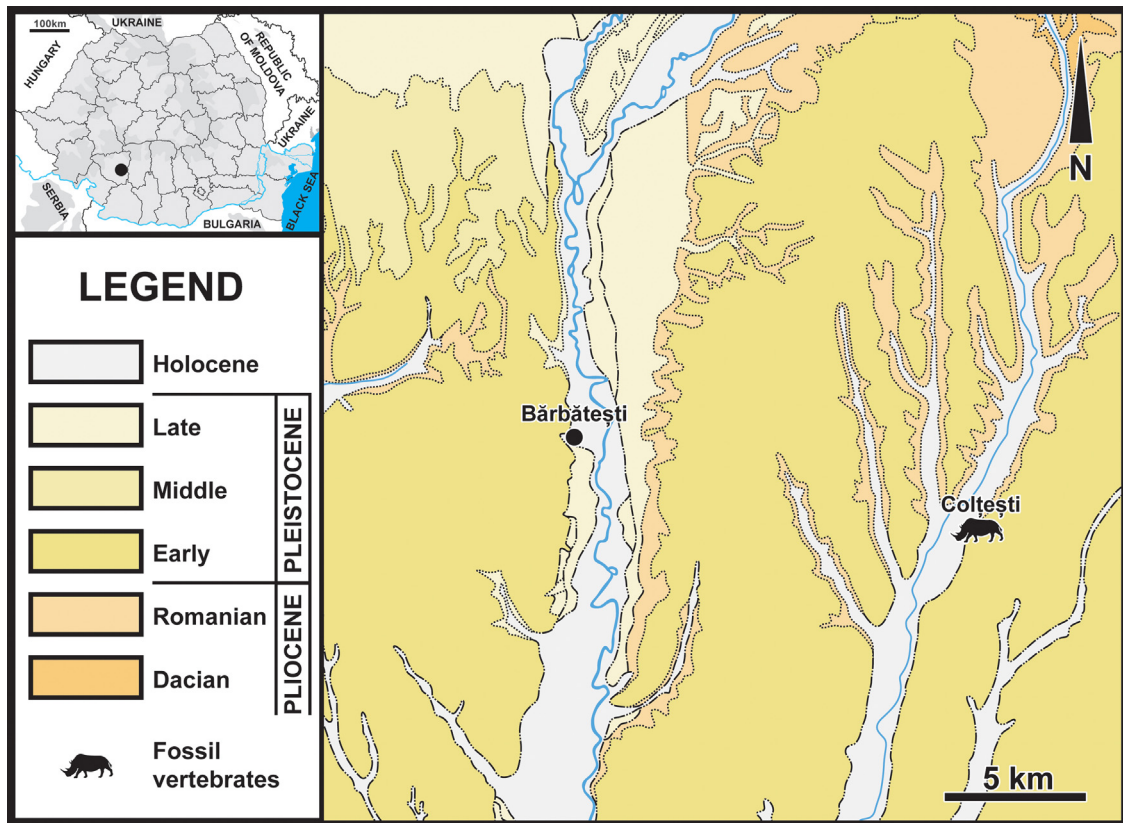 100km
UKRAINE
HUNGARY
REPUBLIC
OF MOLDOVA
UKRAINE
SERBIA
BULGARIA
BLACK SEA
LEGEND
Holocene
Late
Middle
Early
PLEISTOCENE
Romanian
Dacian
PLIOCENE
Fossil
vertebrates
N
Bărbătești
Colțești
5 km